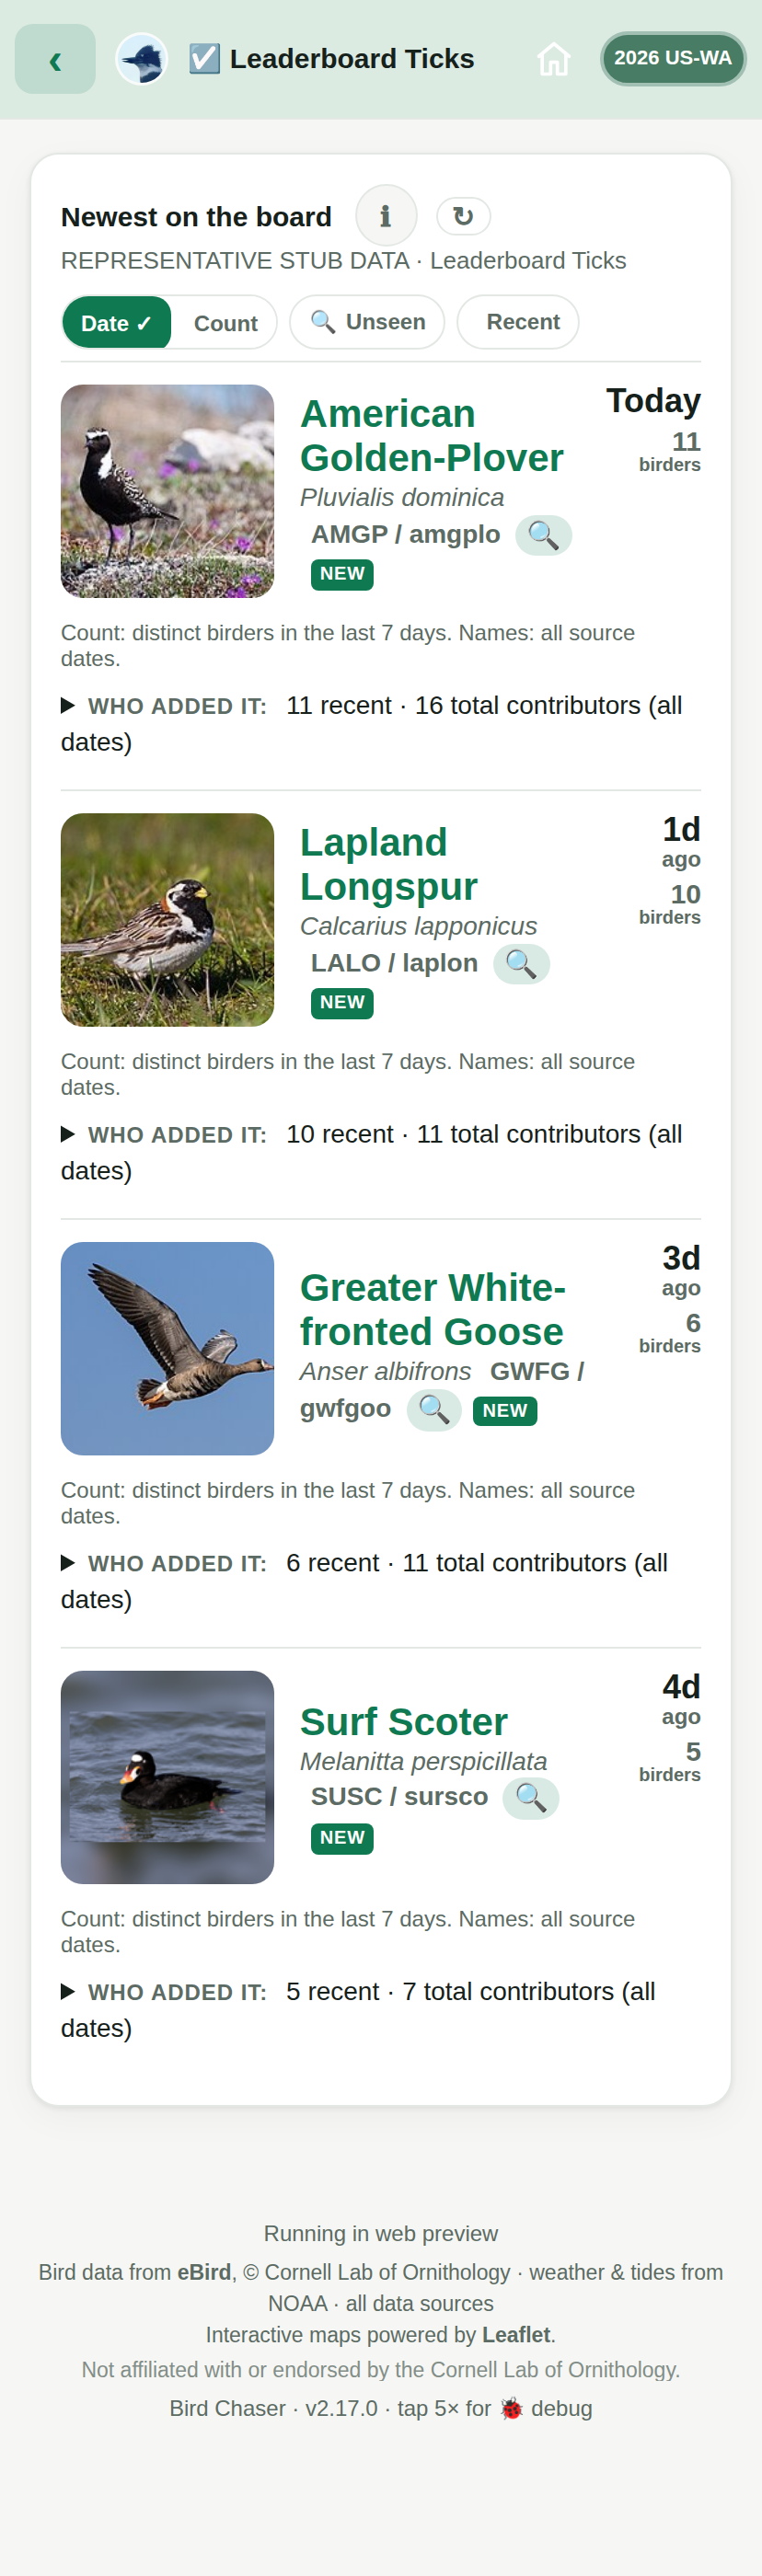 ‹ ☑ Leaderboard Ticks 2026 US-WA
Newest on the board ℹ ↻
REPRESENTATIVE STUB DATA · Leaderboard Ticks
Date ✓ Count 🔍 Unseen Recent
American Today
Golden-Plover 11
Pluvialis dominica birders
AMGP / amgplo 🔍
NEW
Count: distinct birders in the last 7 days. Names: all source
dates.
▶ WHO ADDED IT: 11 recent · 16 total contributors (all
dates)
Lapland 1d
Longspur ago
Calcarius lapponicus 10
birders
LALO / laplon 🔍
NEW
Count: distinct birders in the last 7 days. Names: all source
dates.
▶ WHO ADDED IT: 10 recent · 11 total contributors (all
dates)
Greater White- 3d
fronted Goose ago
Anser albifrons GWFG / 6
birders
gwfgoo 🔍 NEW
Count: distinct birders in the last 7 days. Names: all source
dates.
▶ WHO ADDED IT: 6 recent · 11 total contributors (all
dates)
Surf Scoter 4d
ago
Melanitta perspicillata 5
birders
SUSC / sursco 🔍
NEW
Count: distinct birders in the last 7 days. Names: all source
dates.
▶ WHO ADDED IT: 5 recent · 7 total contributors (all
dates)
Running in web preview
Bird data from eBird, © Cornell Lab of Ornithology · weather & tides from
NOAA · all data sources
Interactive maps powered by Leaflet.
Not affiliated with or endorsed by the Cornell Lab of Ornithology.
Bird Chaser · v2.17.0 · tap 5× for 🐞 debug